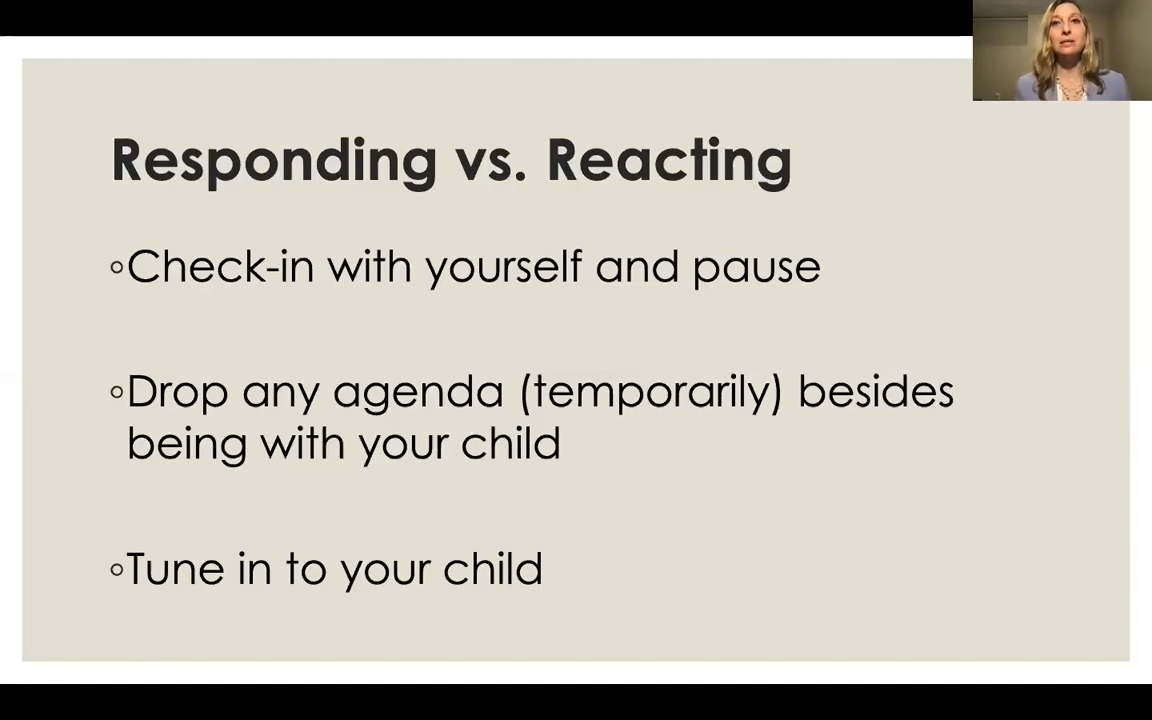 Responding vs. Reacting
◦Check-in with yourself and pause
◦Drop any agenda (temporarily) besides
being with your child
◦Tune in to your child